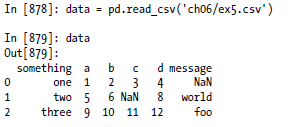 In [878]: data = pd.read_csv('ch06/ex5.csv')
In [879]: data
Out[879]:
something a b c d message
0 one 1 2 3 4 NaN
1 two 5 6 NaN 8 world
2 three 9 10 11 12 foo